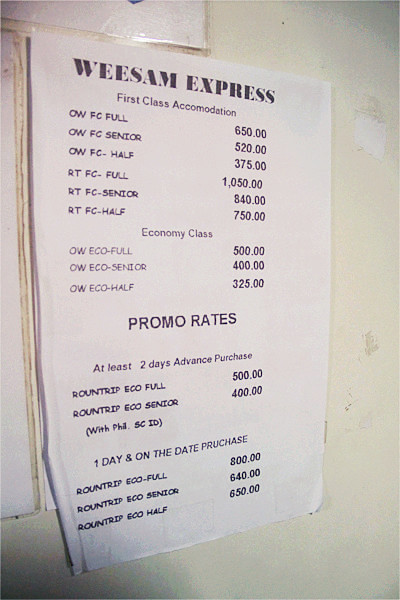 WEESAM EXPRESS
First Class Accomodation
OW FC FULL 650.00
OW FC SENIOR 520.00
OW FC- HALF 375.00
RT FC- FULL 1,050.00
RT FC-SENIOR 840.00
RT FC-HALF 750.00
Economy Class
OW ECO-FULL 500.00
OW ECO-SENIOR 400.00
OW ECO-HALF 325.00
PROMO RATES
At least 2 days Advance Purchase
ROUNTRIP ECO FULL 500.00
ROUNTRIP ECO SENIOR 400.00
(With Phil. SC ID)
1 DAY & ON THE DATE PRUCHASE
ROUNTRIP ECO-FULL 800.00
ROUNTRIP ECO SENIOR 640.00
ROUNTRIP ECO HALF 650.00